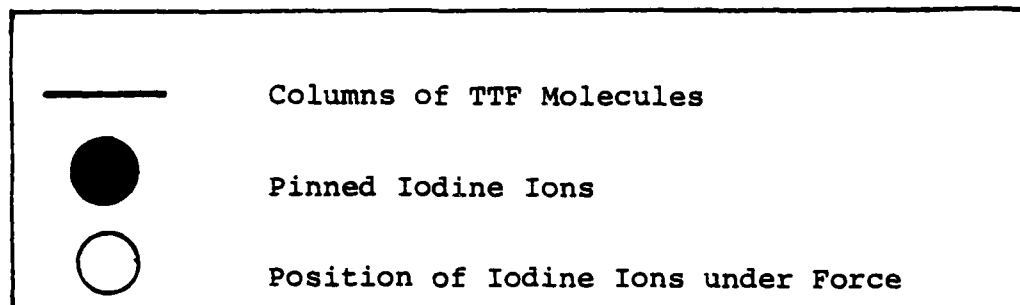 Columns of TTF Molecules
Pinned Iodine Ions
Position of Iodine Ions under Force